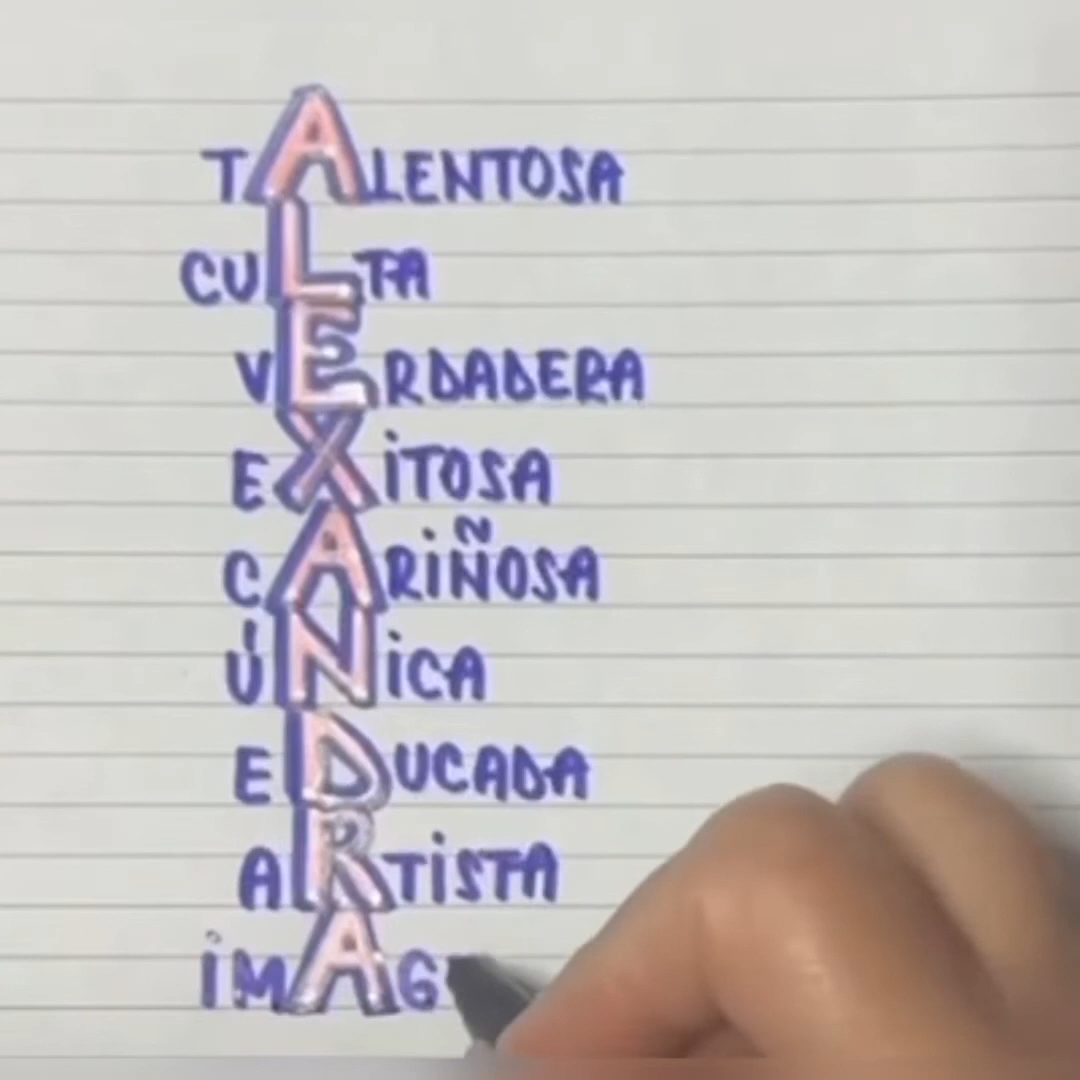 TALENTOSA
CULTA
VERDADERA
EXiTOSA
CARiÑOSA
ÚNiCA
EDUCADA
ARTiSTA
iMAG